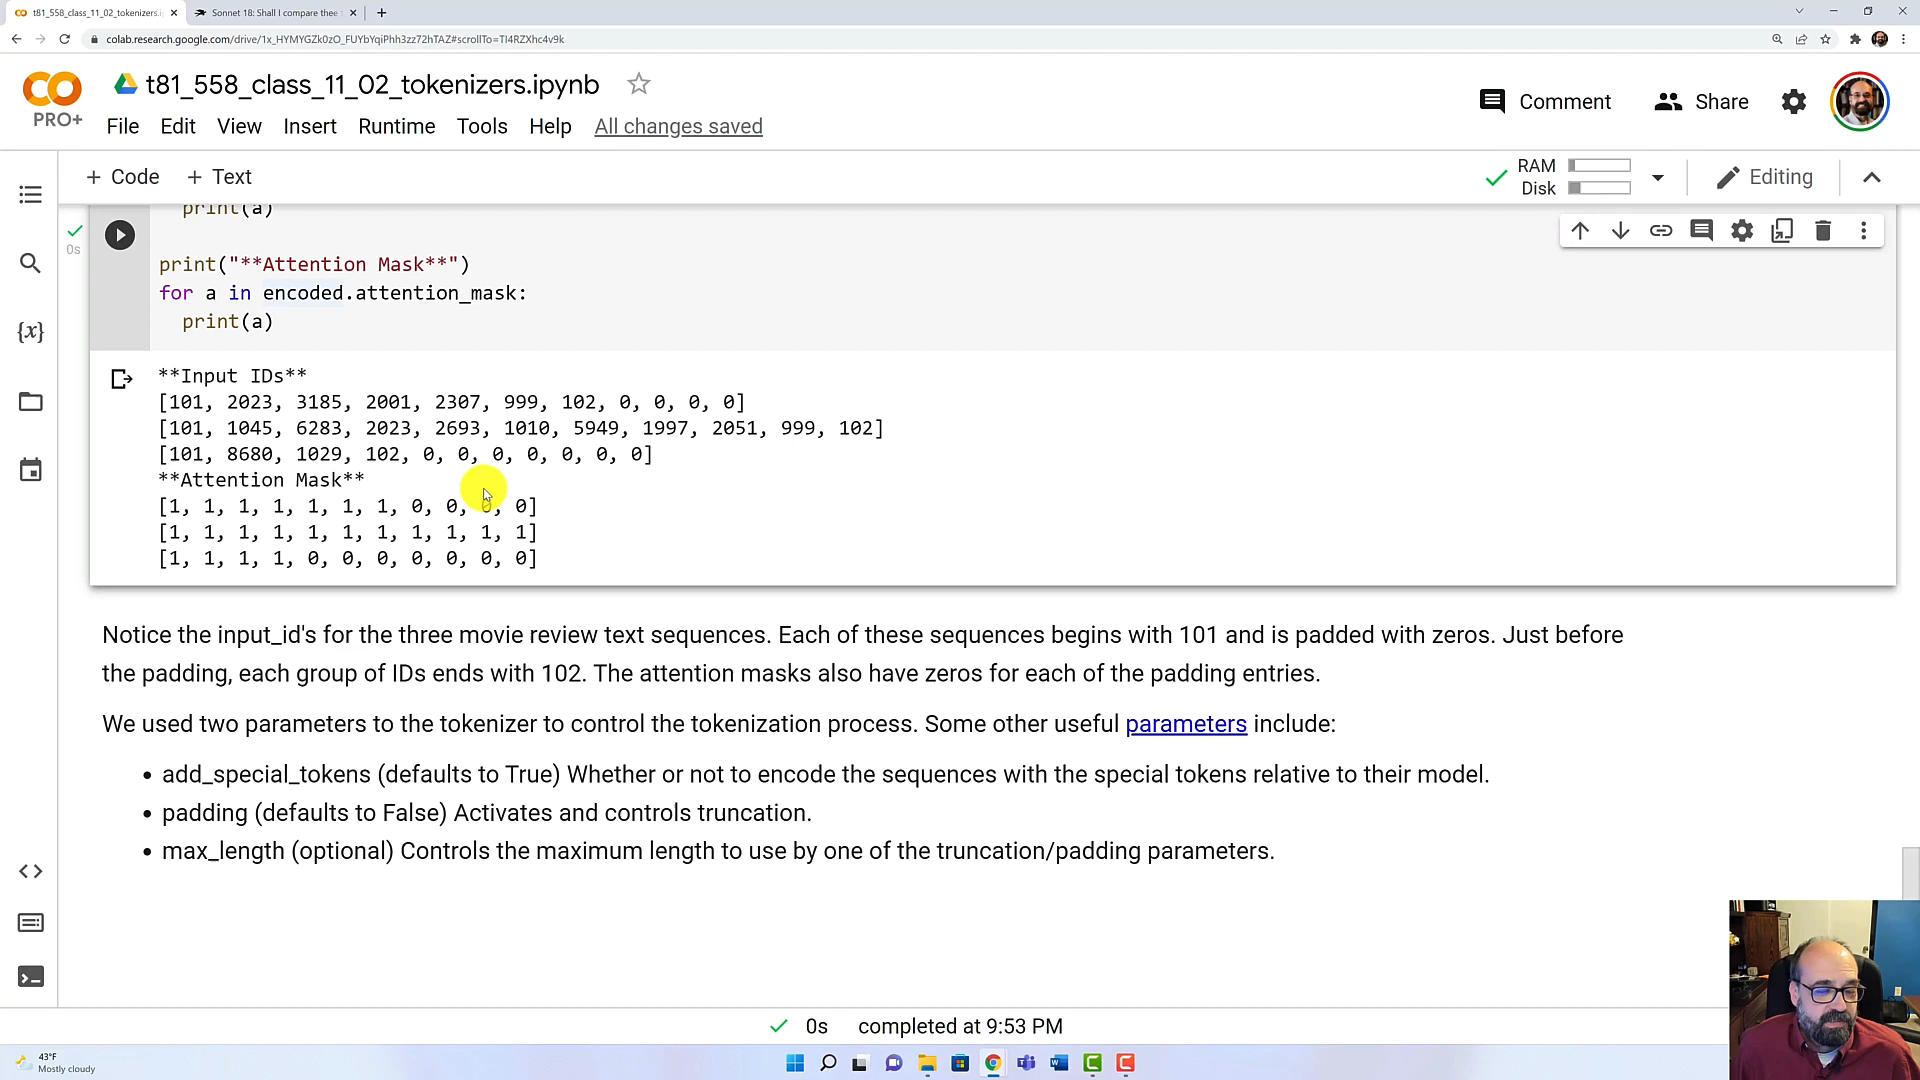 t81_558_class_11_02_tokenizers.i
Sonnet 18: Shall I compare thee
colab.research.google.com/drive/1x_HYMYGZk0zO_FUYbYqiPhh3zz72hTAZ#scrollTo=TI4RZXhc4v9k
PRO+
t81_558_class_11_02_tokenizers.ipynb
Comment
Share
File Edit View Insert Runtime Tools Help All changes saved
+ Code + Text
RAM
Disk
Editing
print(a)
0s
print("**Attention Mask**")
for a in encoded.attention_mask:
print(a)
**Input IDs**
[101, 2023, 3185, 2001, 2307, 999, 102, 0, 0, 0, 0]
[101, 1045, 6283, 2023, 2693, 1010, 5949, 1997, 2051, 999, 102]
[101, 8680, 1029, 102, 0, 0, 0, 0, 0, 0, 0]
**Attention Mask**
[1, 1, 1, 1, 1, 1, 1, 0, 0, 0, 0]
[1, 1, 1, 1, 1, 1, 1, 1, 1, 1, 1]
[1, 1, 1, 1, 0, 0, 0, 0, 0, 0, 0]
Notice the input_id's for the three movie review text sequences. Each of these sequences begins with 101 and is padded with zeros. Just before
the padding, each group of IDs ends with 102. The attention masks also have zeros for each of the padding entries.
We used two parameters to the tokenizer to control the tokenization process. Some other useful parameters include:
• add_special_tokens (defaults to True) Whether or not to encode the sequences with the special tokens relative to their model.
• padding (defaults to False) Activates and controls truncation.
• max_length (optional) Controls the maximum length to use by one of the truncation/padding parameters.
0s completed at 9:53 PM
43°F
Mostly cloudy